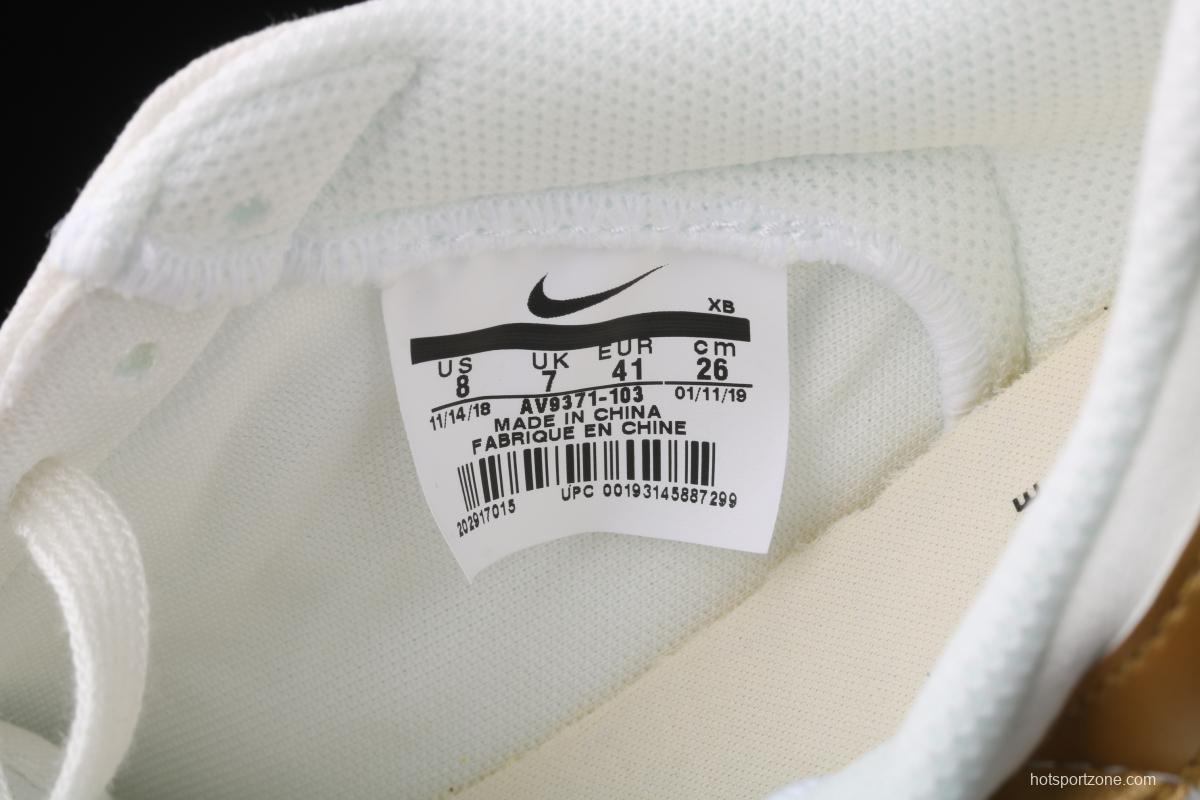 XB
US UK EUR cm
8 7 41 26
11/14/18 AV9371-103 01/11/19
MADE IN CHINA
FABRIQUE EN CHINE
202917015 UPC 00193145887299
hotsportzone.com